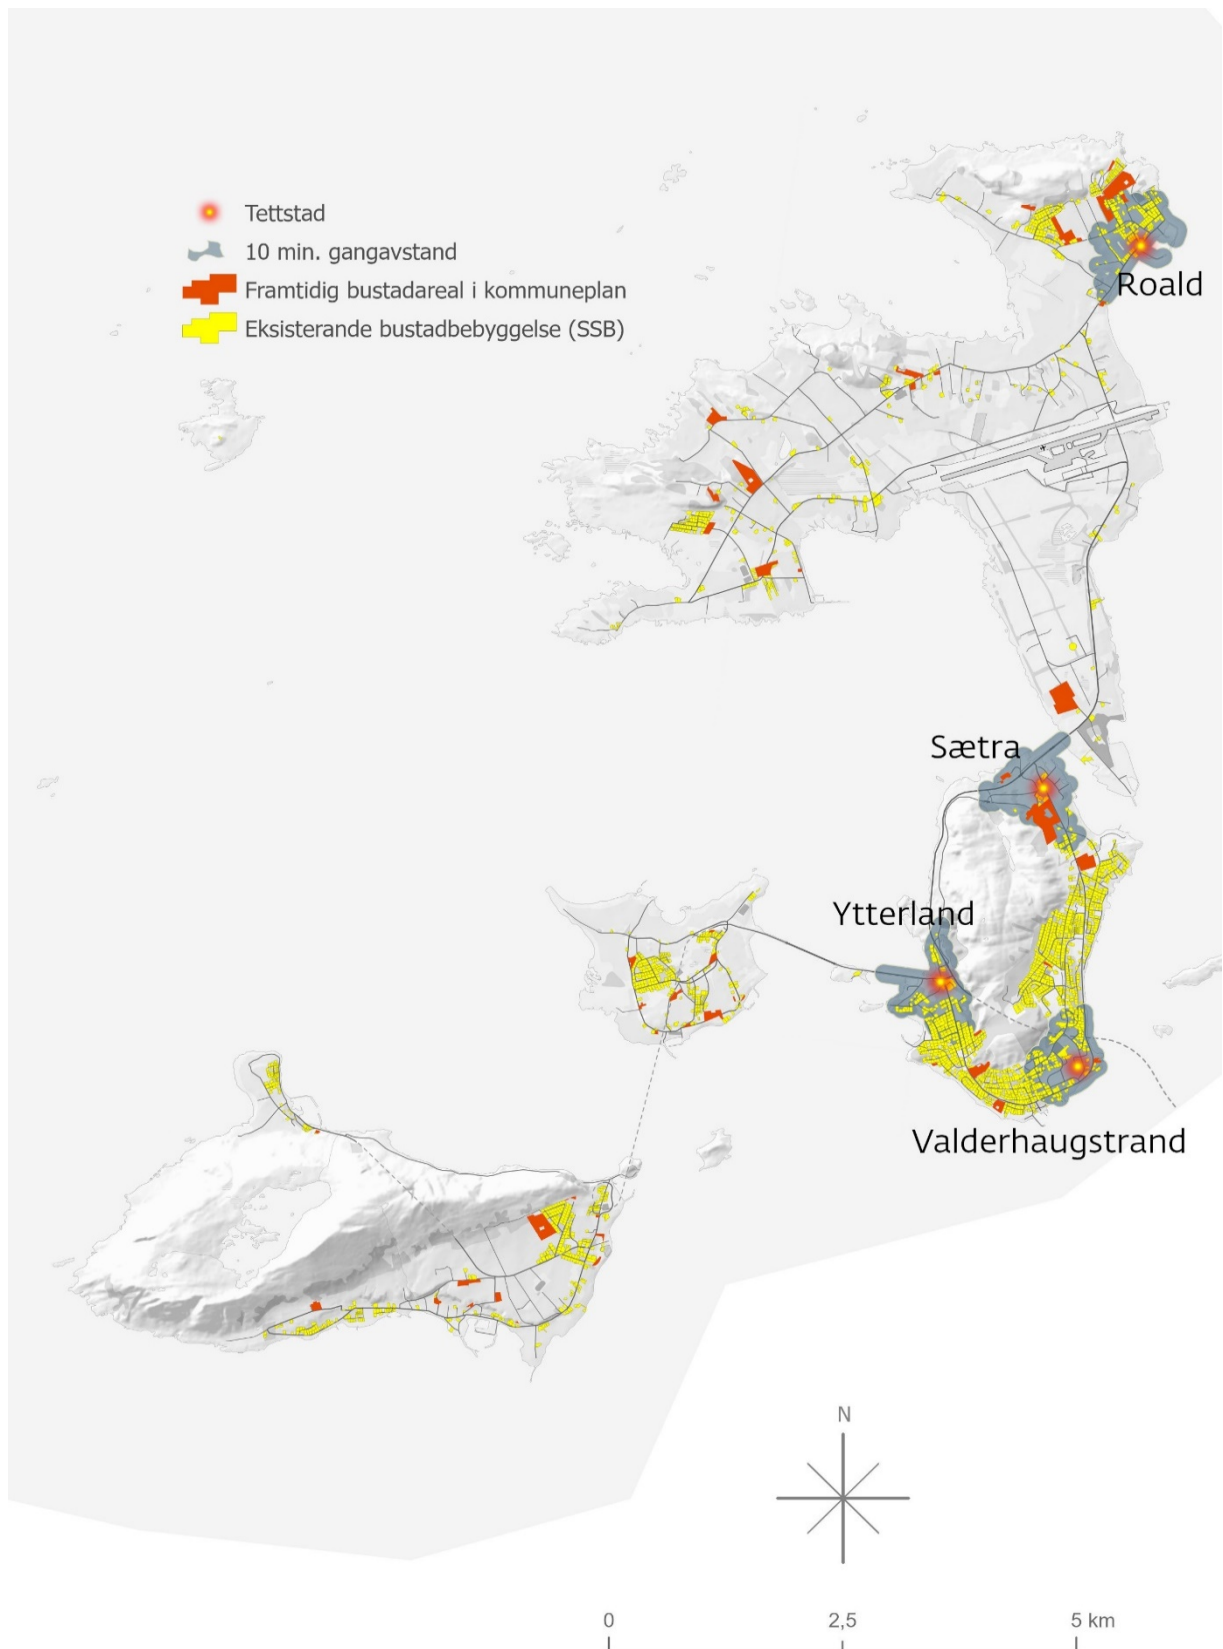 Tettstad
10 min. gangavstand
Framtidig bustadareal i kommuneplan
Eksisterande bustadbebyggelse (SSB)
Roald
Sætra
Ytterland
Valderhaugstrand
N
0 2,5 5 km